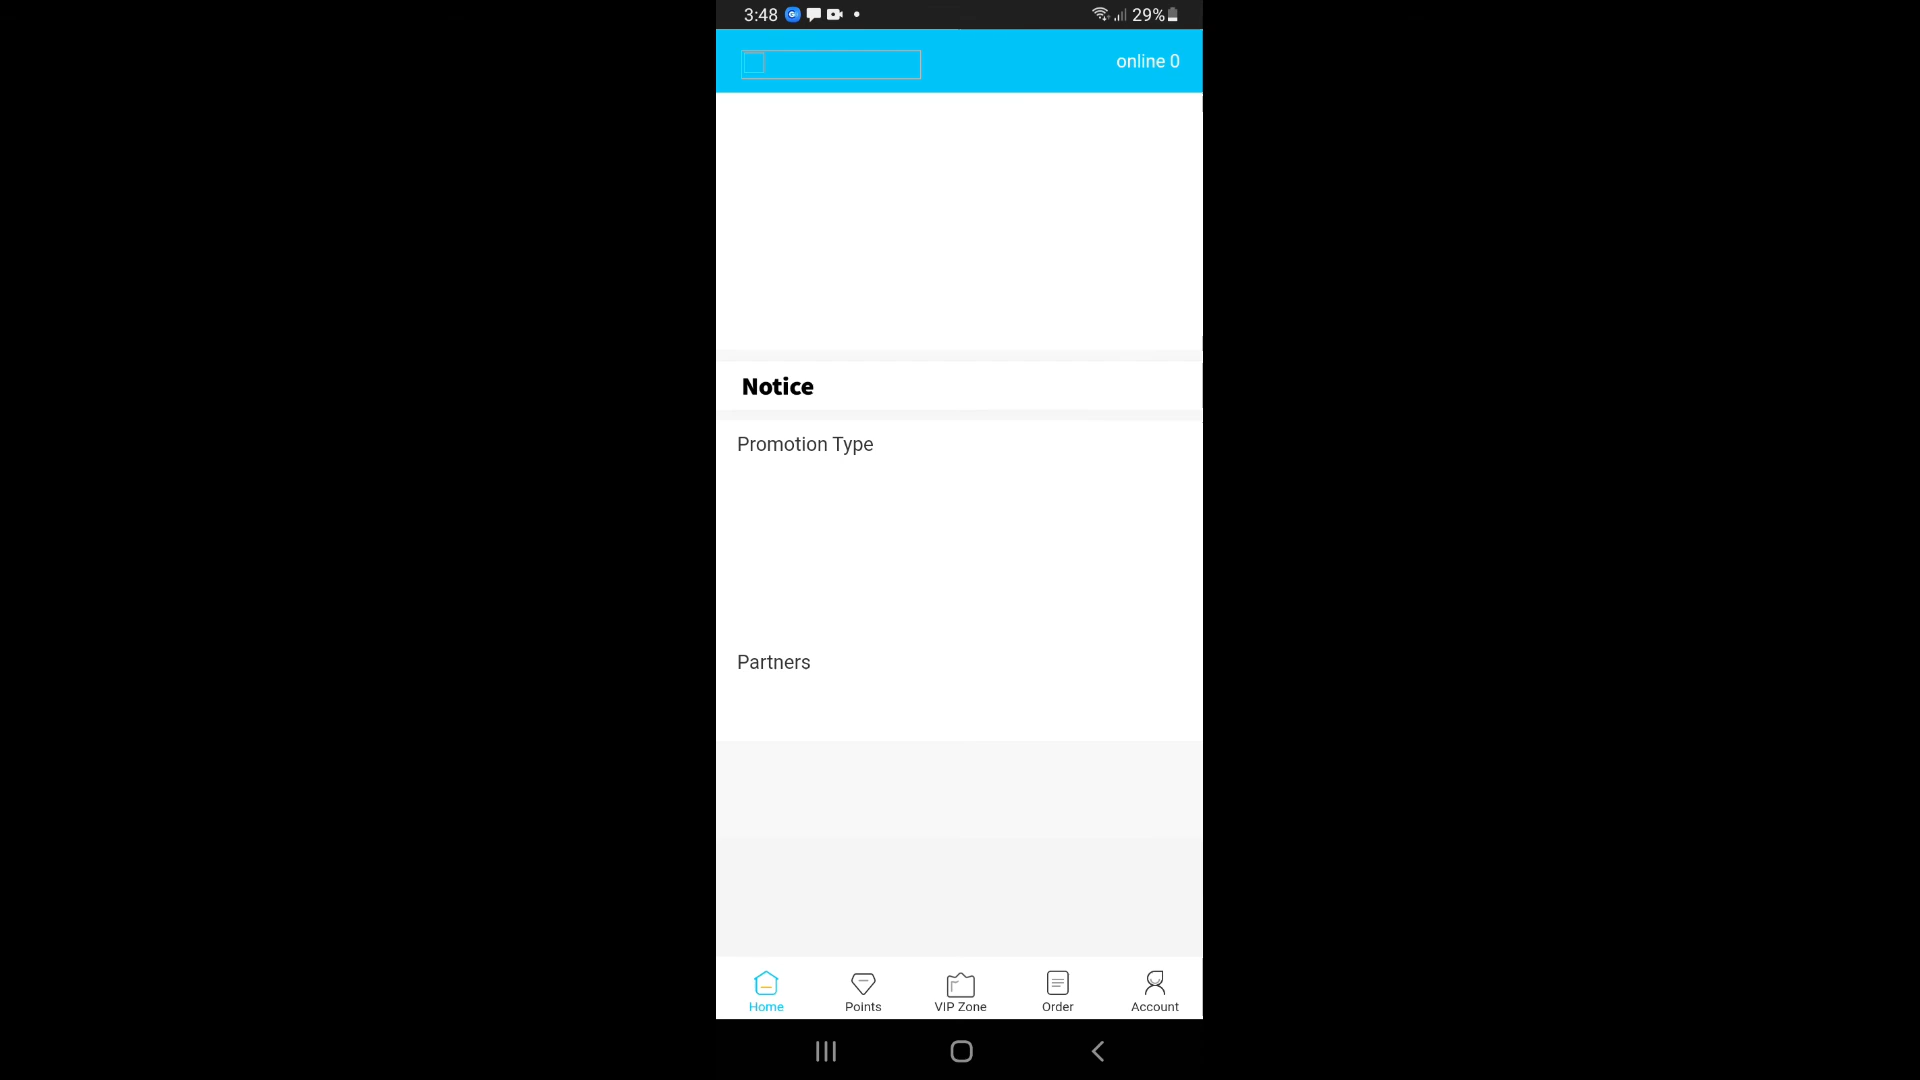 3:48
29%
online 0
Notice
Promotion Type
Partners
Home
Points
VIP Zone
Order
Account